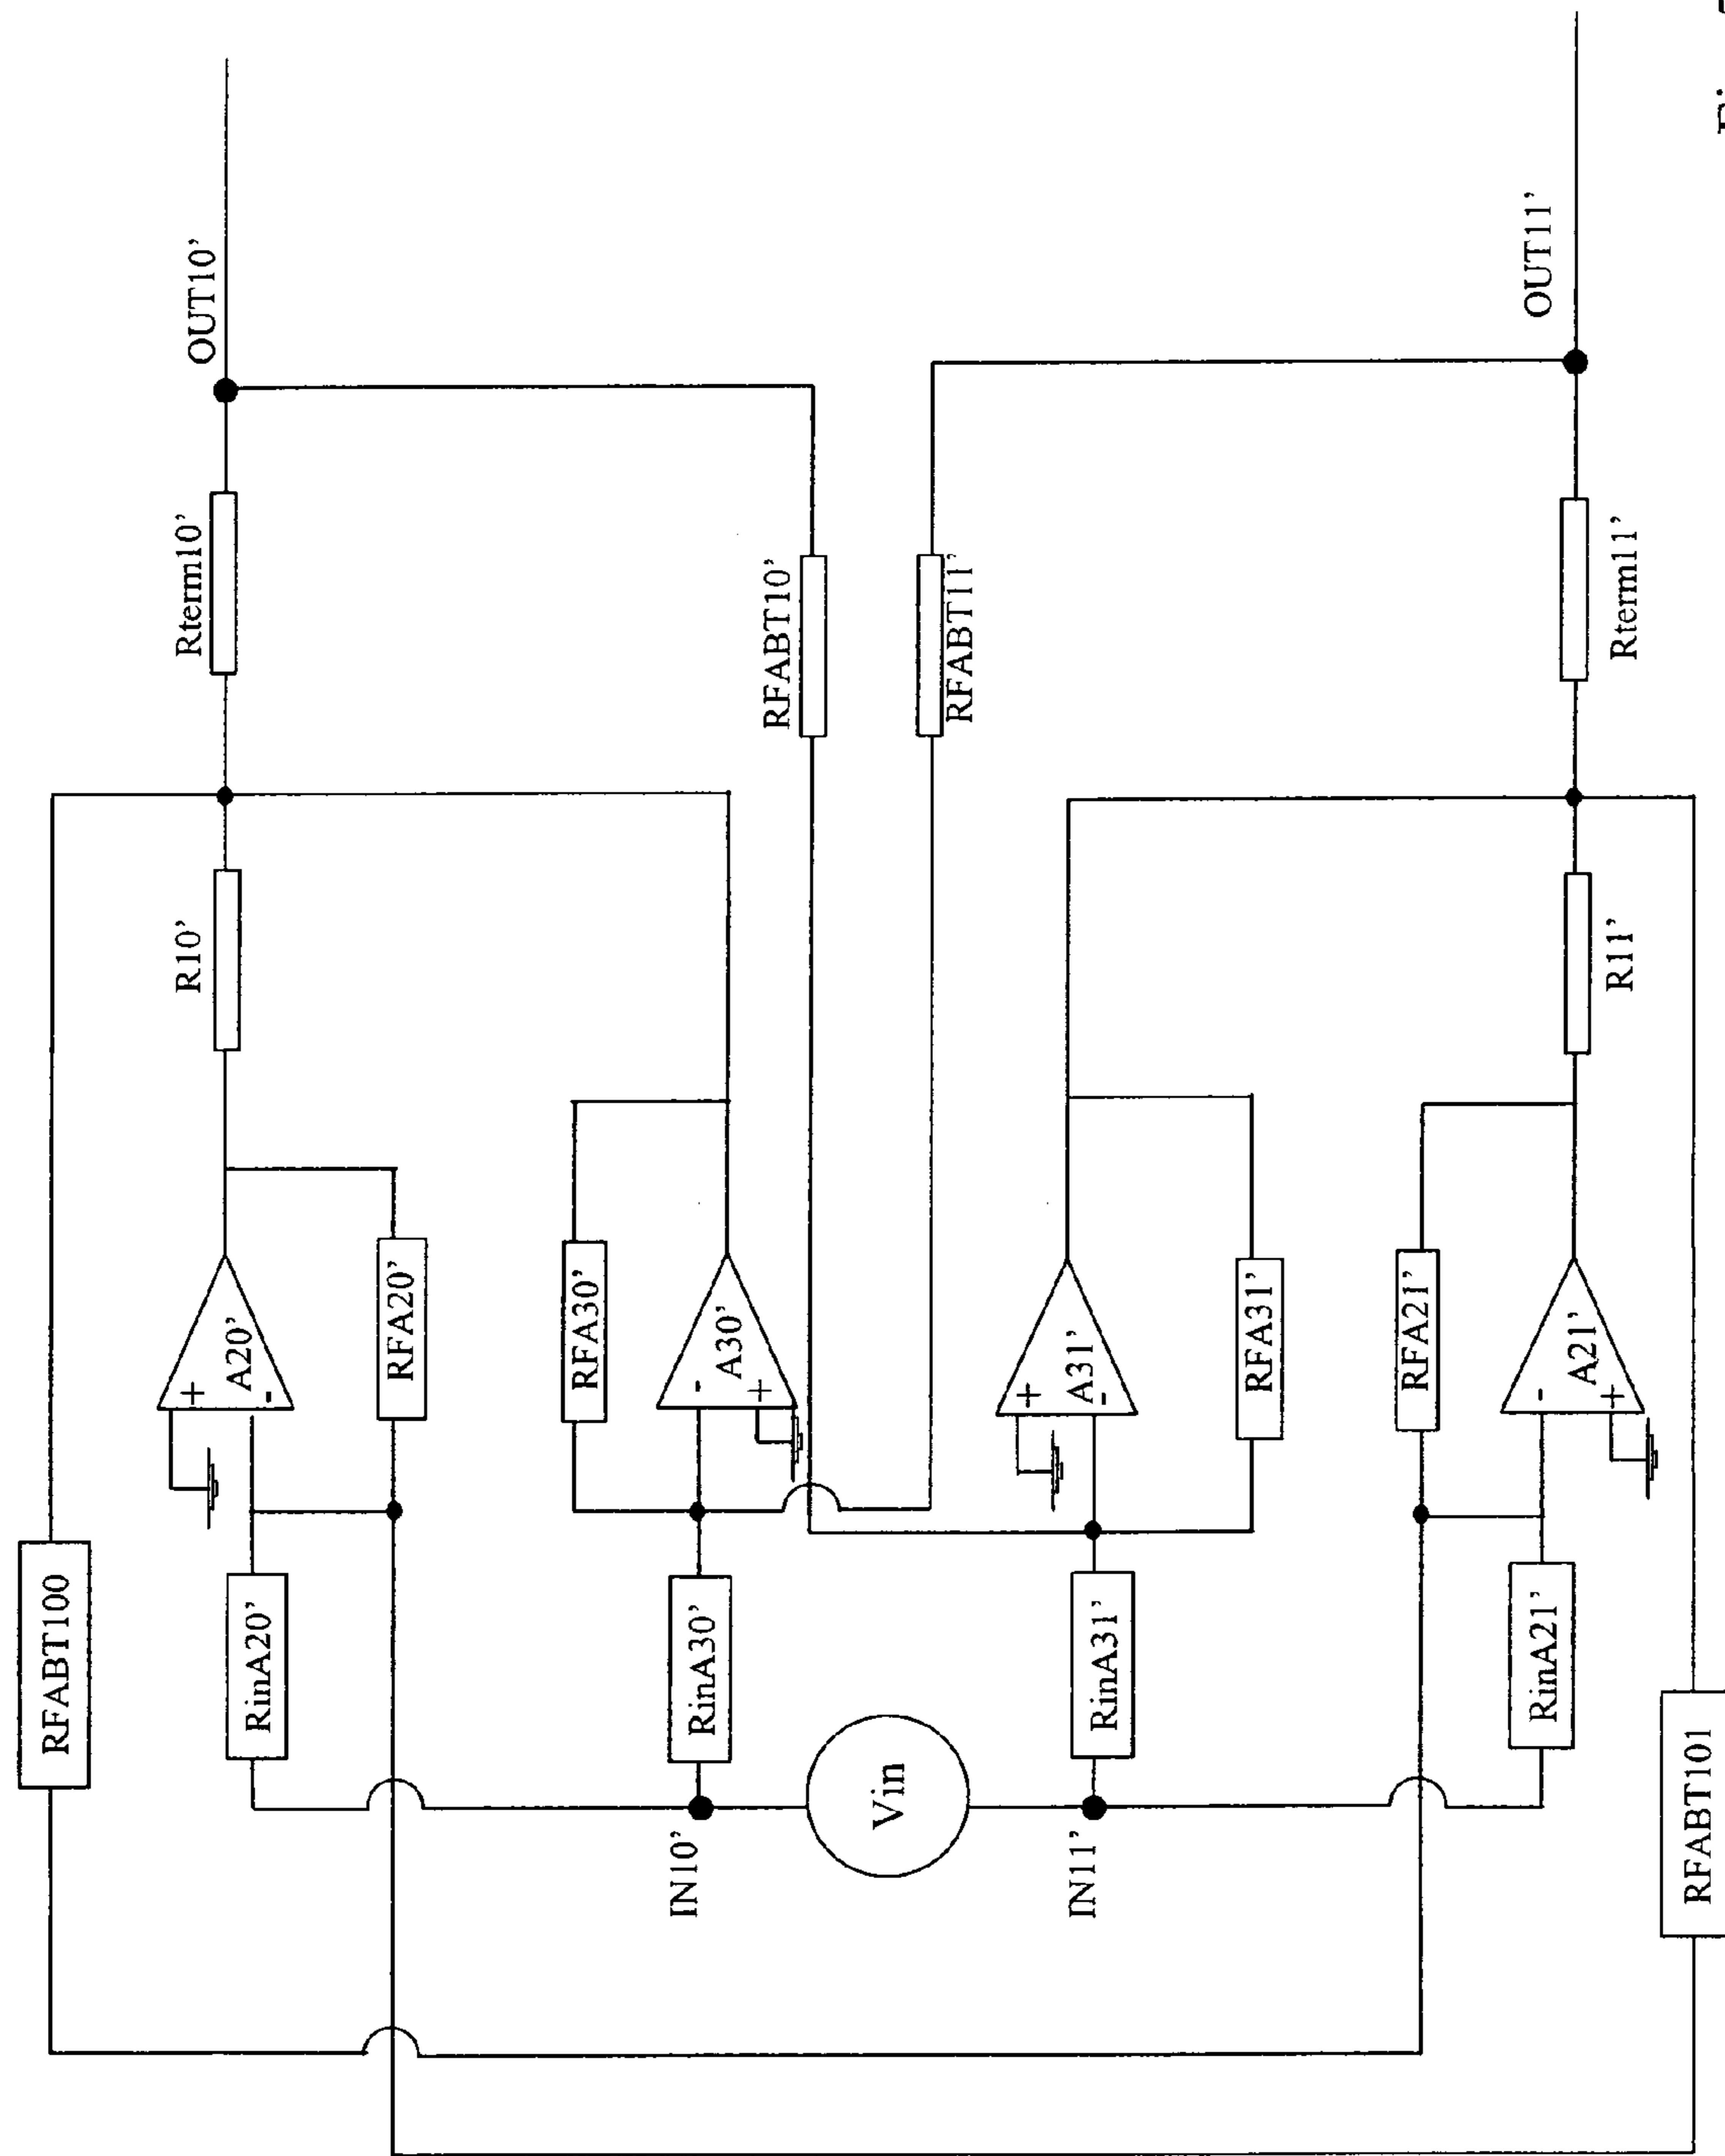 OUT10’
OUT11’
Rterm10’
RFABT10’
RFABT11’
Rterm11’
R10’
R11’
+
A20’
-
RFA20’
RFA30’
-
A30’
+
+
A31’
-
RFA31’
RFA21’
-
A21’
+
RFABT100
RinA20’
RinA30’
RinA31’
RinA21’
IN10’
Vin
IN11’
RFABT101